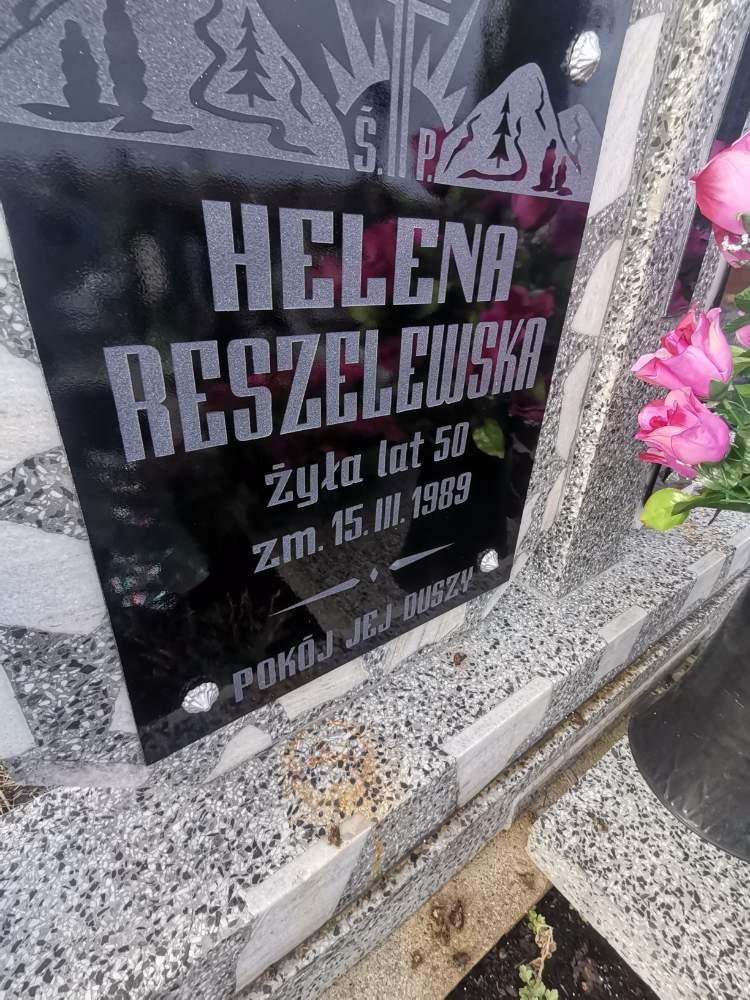 Ś. P.
HELENA
RESZELEWSKA
żyła lat 50
zm. 15. III. 1989
POKÓJ JEJ DUSZY